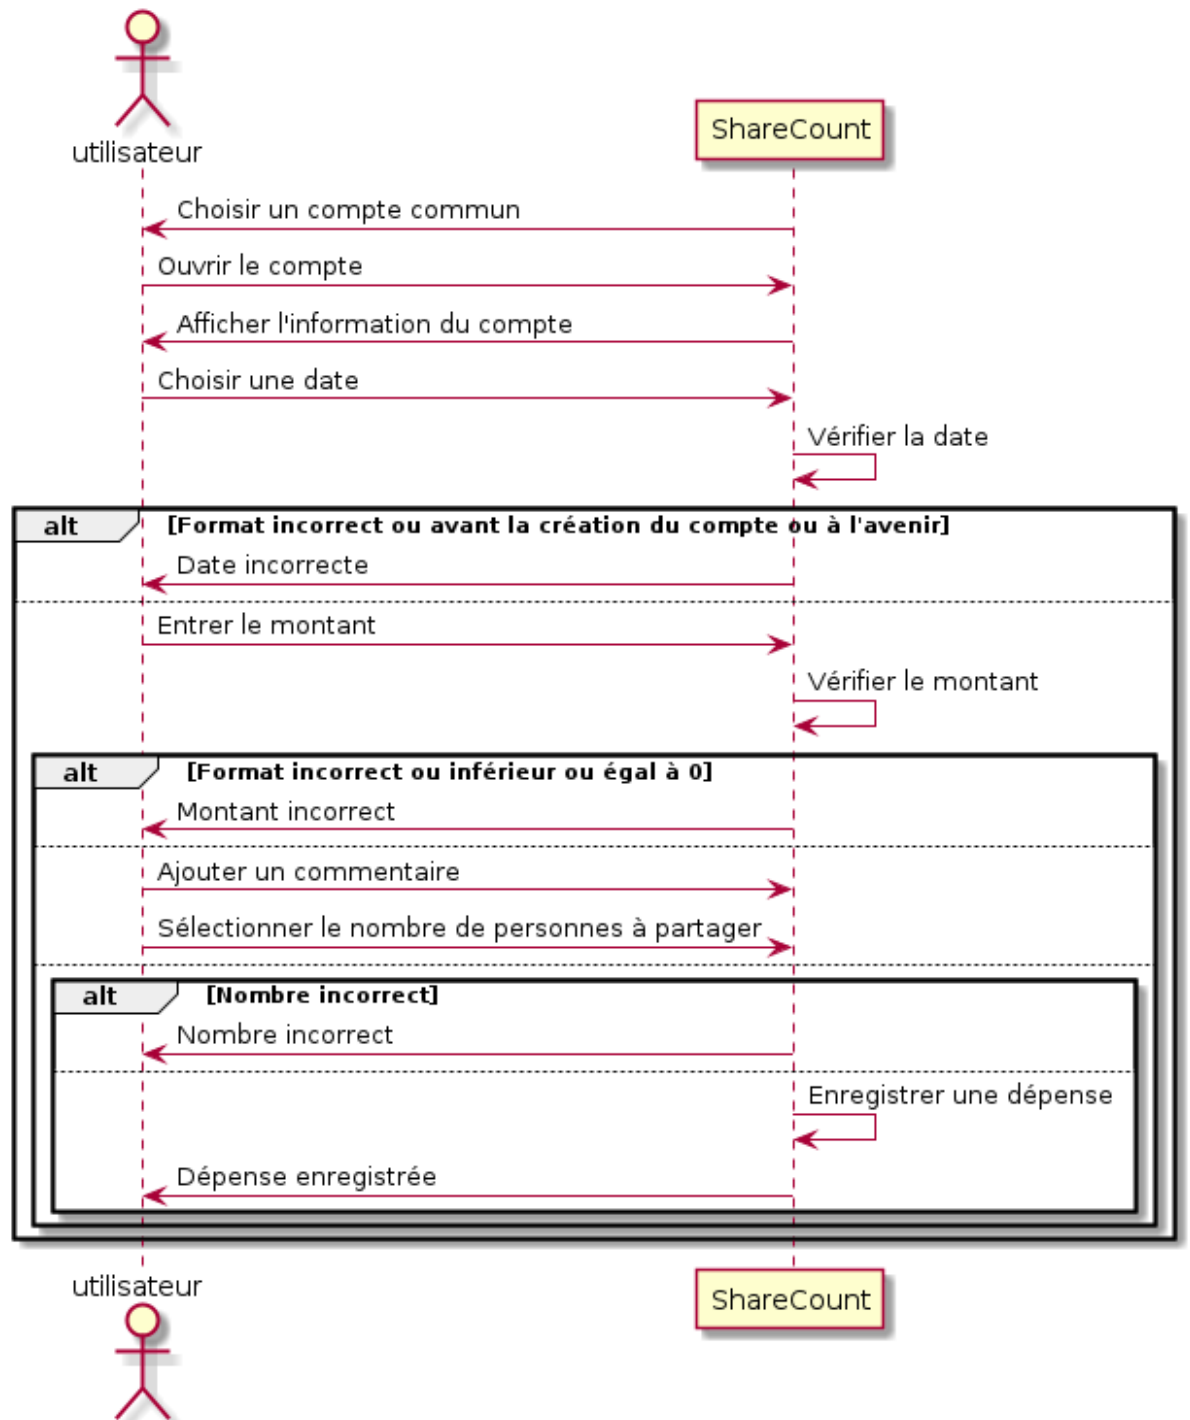 utilisateur
ShareCount
Choisir un compte commun
Ouvrir le compte
Afficher l'information du compte
Choisir une date
Vérifier la date
alt
[Format incorrect ou avant la création du compte ou à l'avenir]
Date incorrecte
Entrer le montant
Vérifier le montant
alt
[Format incorrect ou inférieur ou égal à 0]
Montant incorrect
Ajouter un commentaire
Sélectionner le nombre de personnes à partager
alt
[Nombre incorrect]
Nombre incorrect
Enregistrer une dépense
Dépense enregistrée
utilisateur
ShareCount